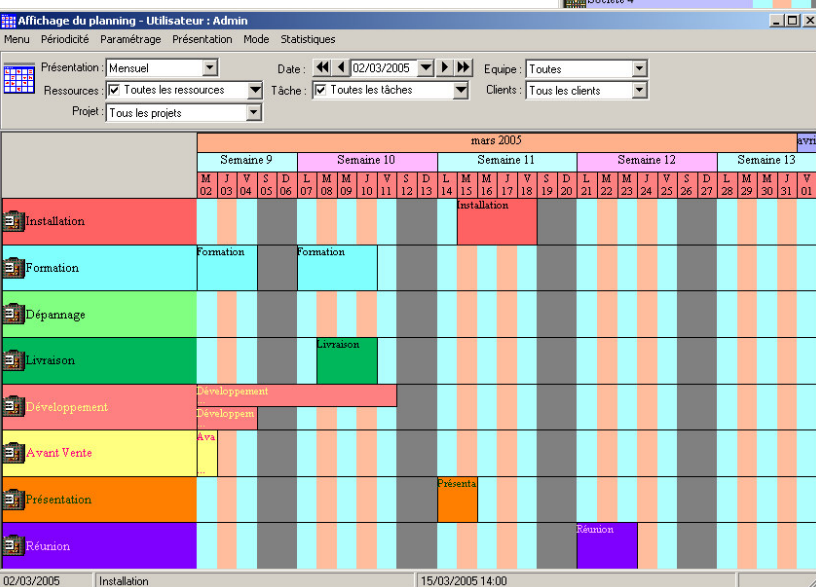 Société 4
Affichage du planning - Utilisateur : Admin
Menu Périodicité Paramétrage Présentation Mode Statistiques
Présentation : Mensuel Date : 02/03/2005 Equipe : Toutes
Ressources : Toutes les ressources Tâche : Toutes les tâches Clients : Tous les clients
Projet : Tous les projets
mars 2005 avri
Semaine 9 Semaine 10 Semaine 11 Semaine 12 Semaine 13
M J V S D L M M J V S D L M M J V S D L M M J V S D L M M J V
02 03 04 05 06 07 08 09 10 11 12 13 14 15 16 17 18 19 20 21 22 23 24 25 26 27 28 29 30 31 01
Installation
Installation
Formation Formation
Formation
Dépannage
Livraison
Livraison
Développement
Développement
...
Développem
...
Ava
Avant Vente
...
Présenta
Présentation
Réunion
Réunion
02/03/2005 Installation 15/03/2005 14:00